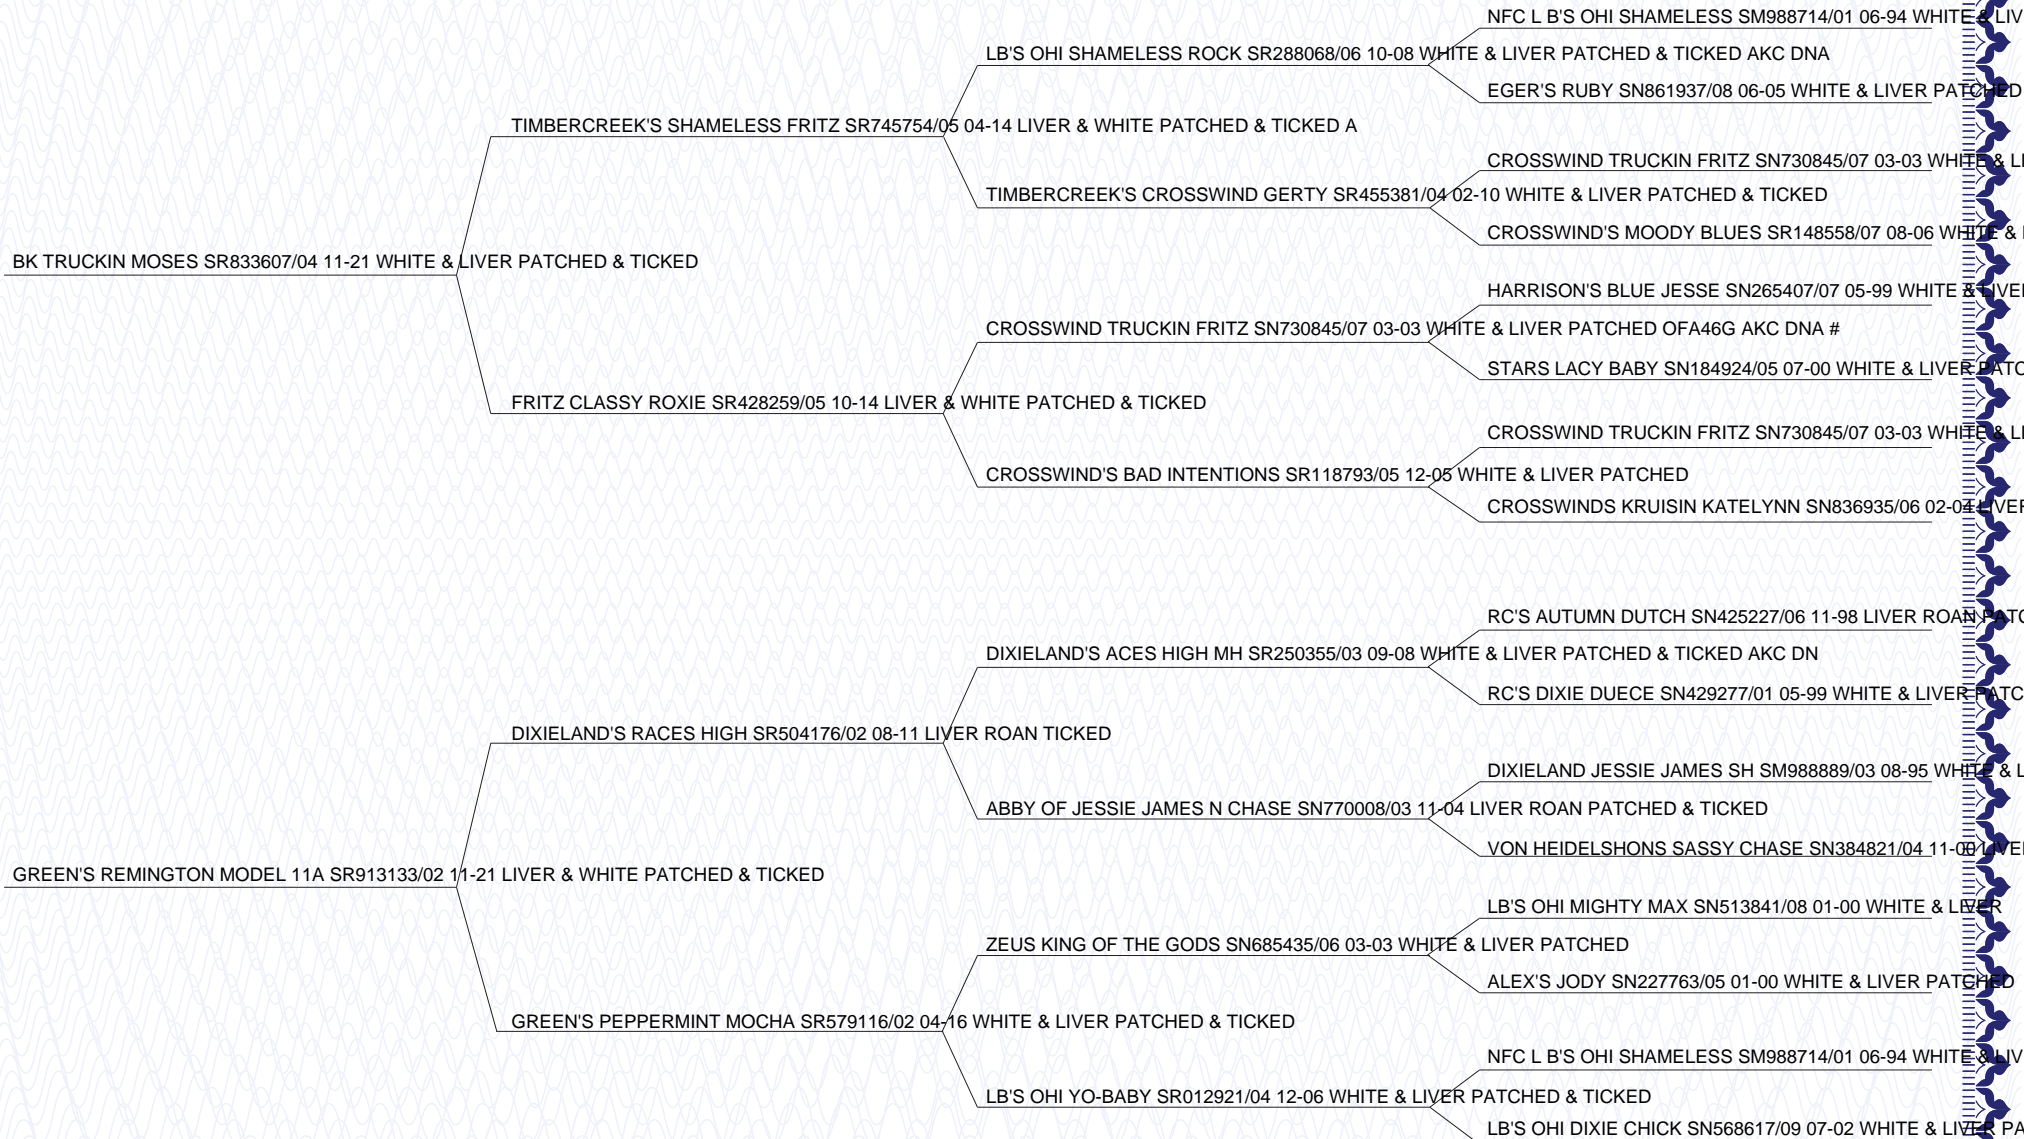 NFC L B'S OHI SHAMELESS SM988714/01 06-94 WHITE & LIV
LB'S OHI SHAMELESS ROCK SR288068/06 10-08 WHITE & LIVER PATCHED & TICKED AKC DNA
EGER'S RUBY SN861937/08 06-05 WHITE & LIVER PATCHED
TIMBERCREEK'S SHAMELESS FRITZ SR745754/05 04-14 LIVER & WHITE PATCHED & TICKED A
CROSSWIND TRUCKIN FRITZ SN730845/07 03-03 WHITE & LI
TIMBERCREEK'S CROSSWIND GERTY SR455381/04 02-10 WHITE & LIVER PATCHED & TICKED
CROSSWIND'S MOODY BLUES SR148558/07 08-06 WHITE &
BK TRUCKIN MOSES SR833607/04 11-21 WHITE & LIVER PATCHED & TICKED
HARRISON'S BLUE JESSE SN265407/07 05-99 WHITE & LIVER
CROSSWIND TRUCKIN FRITZ SN730845/07 03-03 WHITE & LIVER PATCHED OFA46G AKC DNA #
STARS LACY BABY SN184924/05 07-00 WHITE & LIVER PATC
FRITZ CLASSY ROXIE SR428259/05 10-14 LIVER & WHITE PATCHED & TICKED
CROSSWIND TRUCKIN FRITZ SN730845/07 03-03 WHITE & LI
CROSSWIND'S BAD INTENTIONS SR118793/05 12-05 WHITE & LIVER PATCHED
CROSSWINDS KRUISIN KATELYNN SN836935/06 02-04 LIVER
RC'S AUTUMN DUTCH SN425227/06 11-98 LIVER ROAN PATC
DIXIELAND'S ACES HIGH MH SR250355/03 09-08 WHITE & LIVER PATCHED & TICKED AKC DN
RC'S DIXIE DUECE SN429277/01 05-99 WHITE & LIVER PATC
DIXIELAND'S RACES HIGH SR504176/02 08-11 LIVER ROAN TICKED
DIXIELAND JESSIE JAMES SH SM988889/03 08-95 WHITE & L
ABBY OF JESSIE JAMES N CHASE SN770008/03 11-04 LIVER ROAN PATCHED & TICKED
VON HEIDELSHONS SASSY CHASE SN384821/04 11-00 LIVER
GREEN'S REMINGTON MODEL 11A SR913133/02 11-21 LIVER & WHITE PATCHED & TICKED
LB'S OHI MIGHTY MAX SN513841/08 01-00 WHITE & LIVER
ZEUS KING OF THE GODS SN685435/06 03-03 WHITE & LIVER PATCHED
ALEX'S JODY SN227763/05 01-00 WHITE & LIVER PATCHED
GREEN'S PEPPERMINT MOCHA SR579116/02 04-16 WHITE & LIVER PATCHED & TICKED
NFC L B'S OHI SHAMELESS SM988714/01 06-94 WHITE & LIV
LB'S OHI YO-BABY SR012921/04 12-06 WHITE & LIVER PATCHED & TICKED
LB'S OHI DIXIE CHICK SN568617/09 07-02 WHITE & LIVER PA